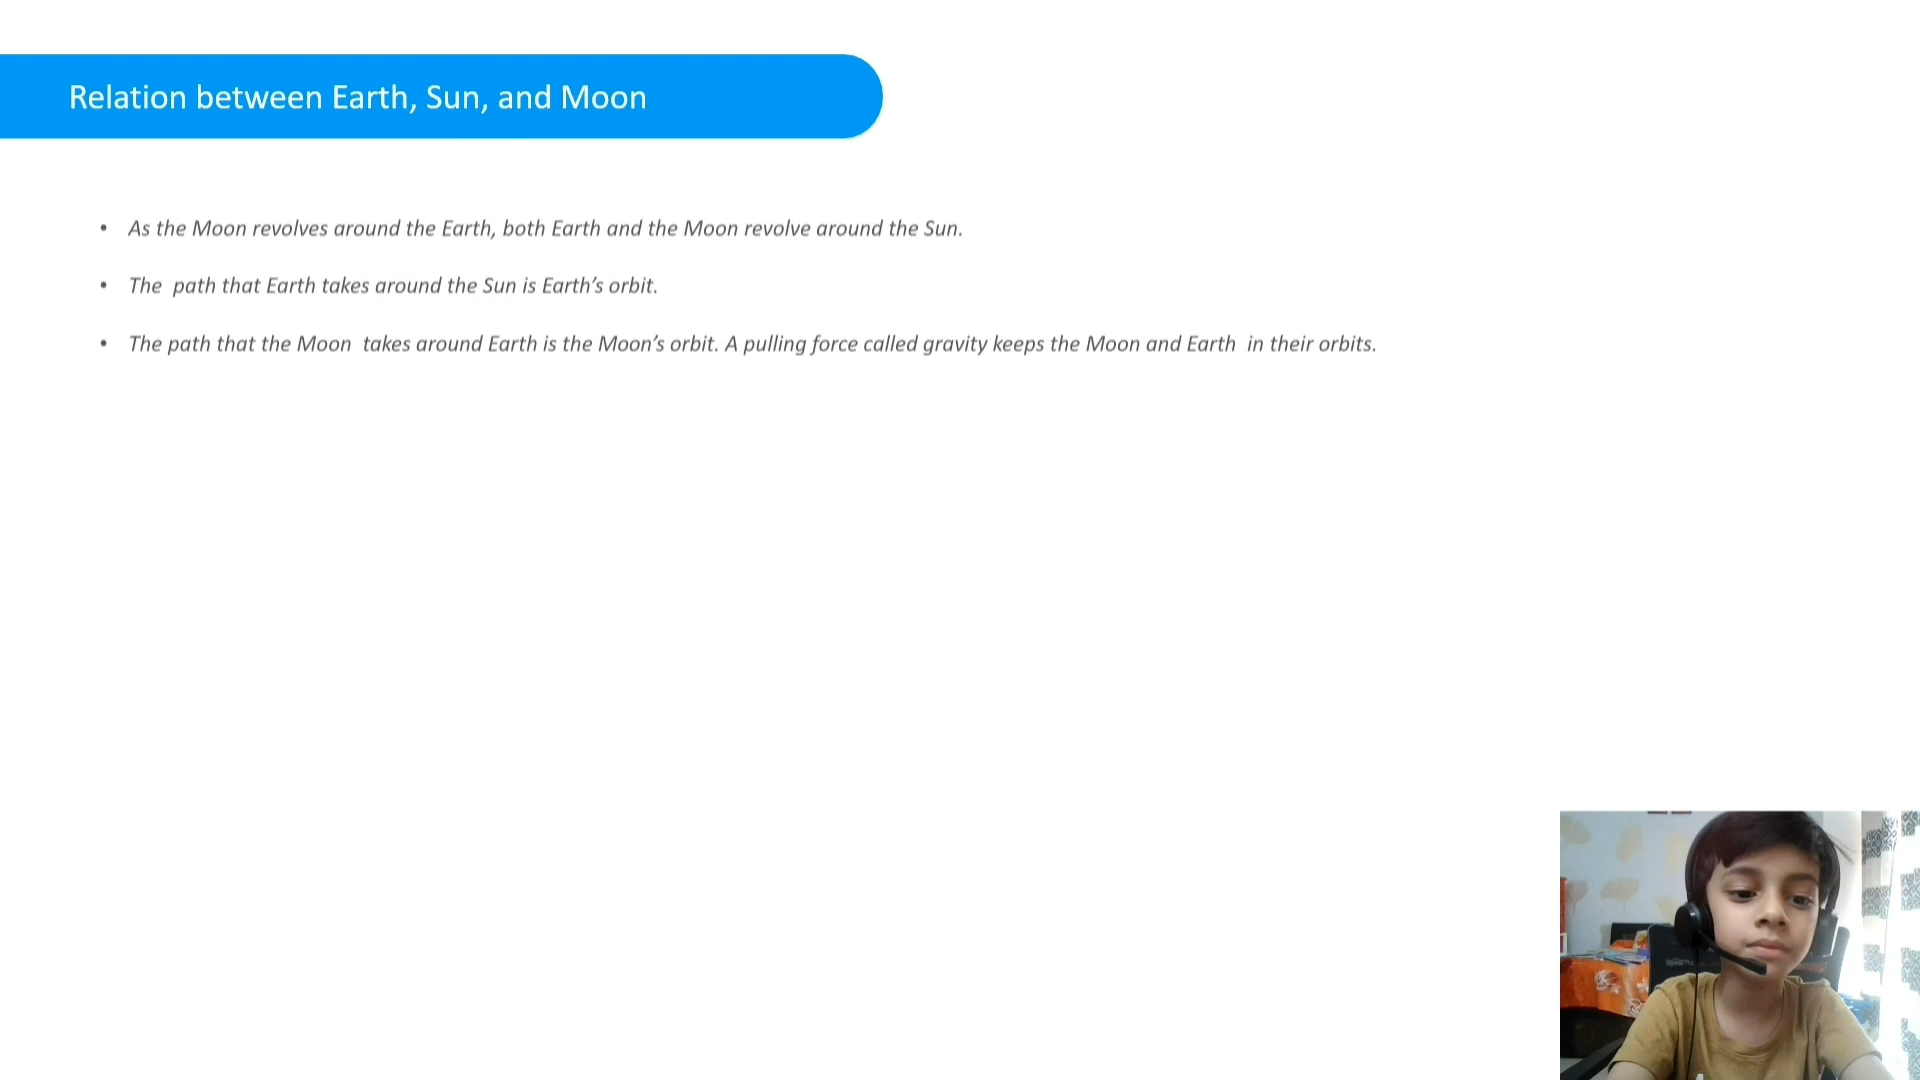 Relation between Earth, Sun, and Moon
• As the Moon revolves around the Earth, both Earth and the Moon revolve around the Sun.
• The  path that Earth takes around the Sun is Earth’s orbit.
• The path that the Moon  takes around Earth is the Moon’s orbit. A pulling force called gravity keeps the Moon and Earth  in their orbits.